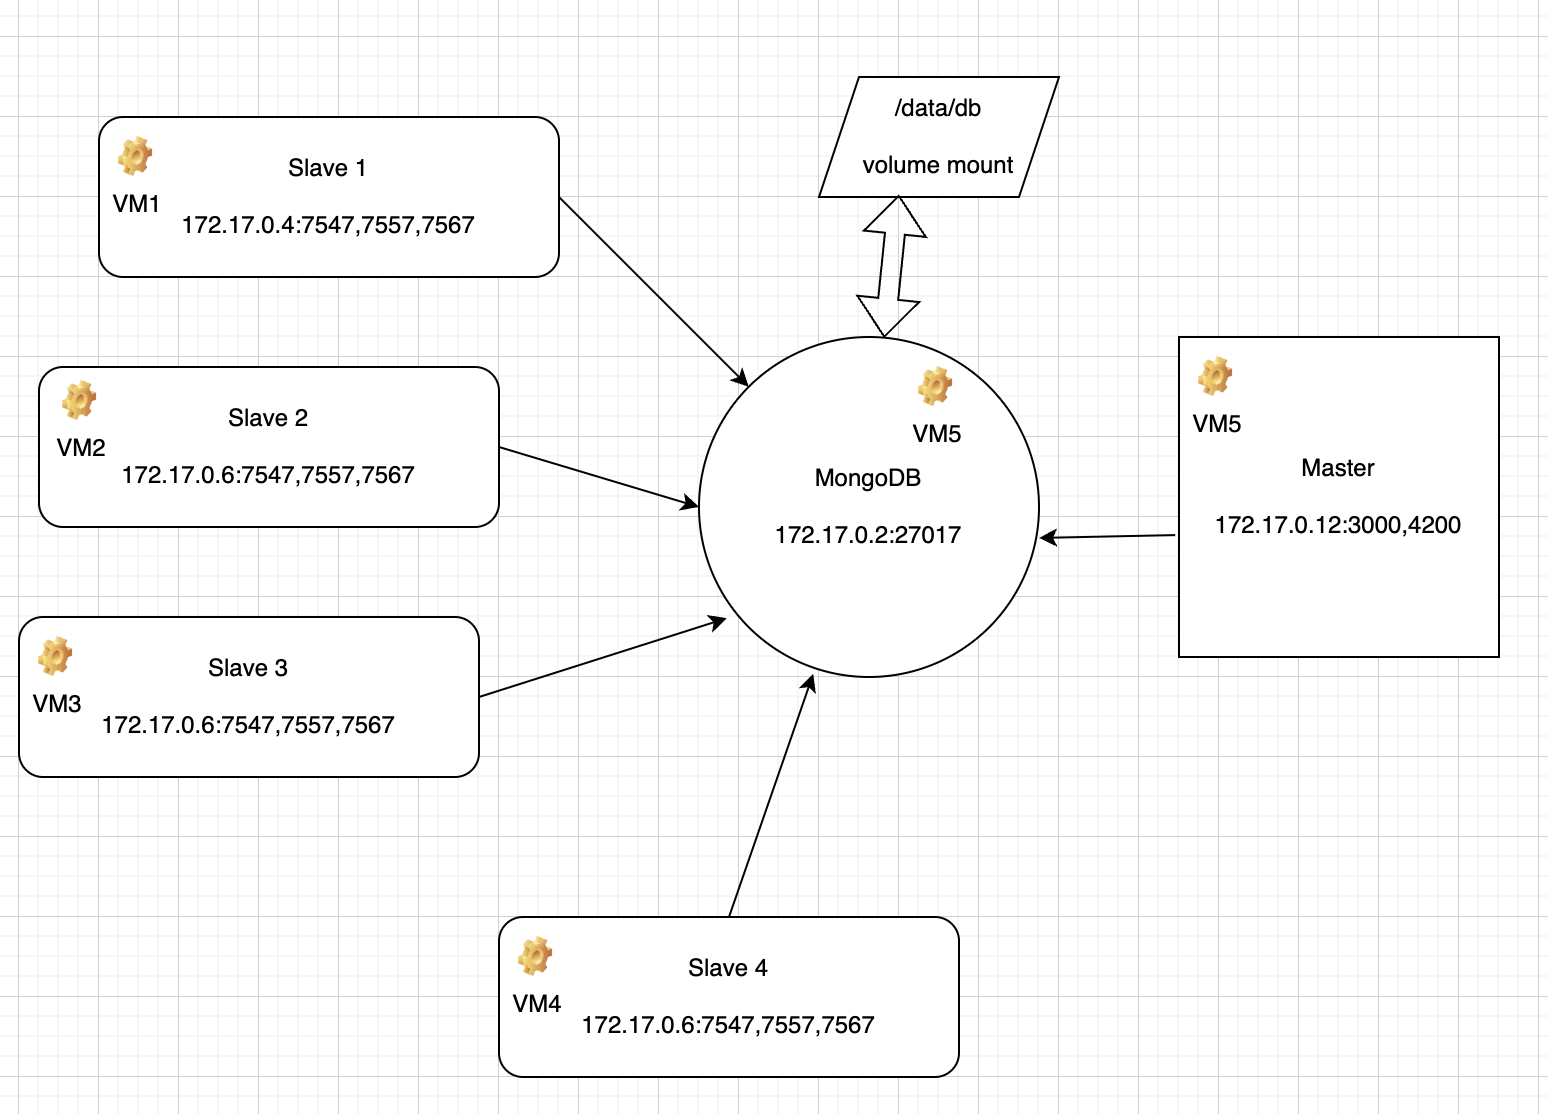 /data/db
volume mount
Slave 1
VM1
172.17.0.4:7547,7557,7567
VM5
MongoDB
172.17.0.2:27017
VM5
Master
172.17.0.12:3000,4200
Slave 2
VM2
172.17.0.6:7547,7557,7567
Slave 3
VM3
172.17.0.6:7547,7557,7567
Slave 4
VM4
172.17.0.6:7547,7557,7567